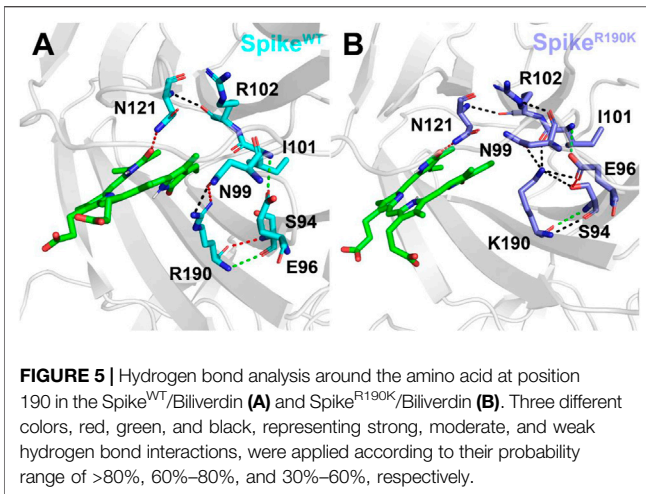 A
Spike^WT
R102
N121
I101
N99
S94
R190
E96
B
Spike^R190K
R102
N121
I101
N99
E96
K190
S94
FIGURE 5 | Hydrogen bond analysis around the amino acid at position
190 in the Spike^WT/Biliverdin (A) and Spike^R190K/Biliverdin (B). Three different
colors, red, green, and black, representing strong, moderate, and weak
hydrogen bond interactions, were applied according to their probability
range of >80%, 60%–80%, and 30%–60%, respectively.